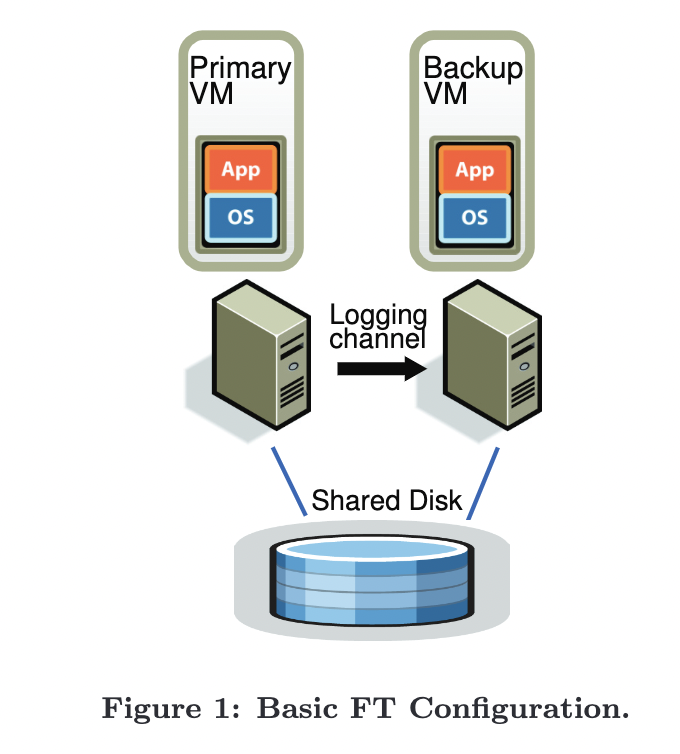 Primary
VM
Backup
VM
App
OS
App
OS
Logging
channel
Shared Disk
Figure 1: Basic FT Configuration.